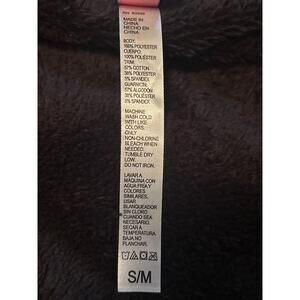 MADE IN
CHINA
HECHO EN
CHINA
BODY:
100% POLYESTER
CUERPO:
100% POLIESTER
TRIM:
57% COTTON
38% POLYESTER
5% SPANDEX
GUARNICIÓN:
57% ALGODON
38% POLIESTER
5% SPANDEX
MACHINE
WASH COLD
WITH LIKE
COLORS.
ONLY
NON-CHLORINE
BLEACH WHEN
NEEDED.
TUMBLE DRY
LOW.
DO NOT IRON.
LAVAR A
MÁQUINA CON
AGUA FRÍA Y
COLORES
SIMILARES.
USAR
BLANQUEADOR
SIN CLORO
CUANDO SEA
NECESARIO.
SECAR A
TEMPERATURA
BAJA NO
PLANCHAR.
S/M